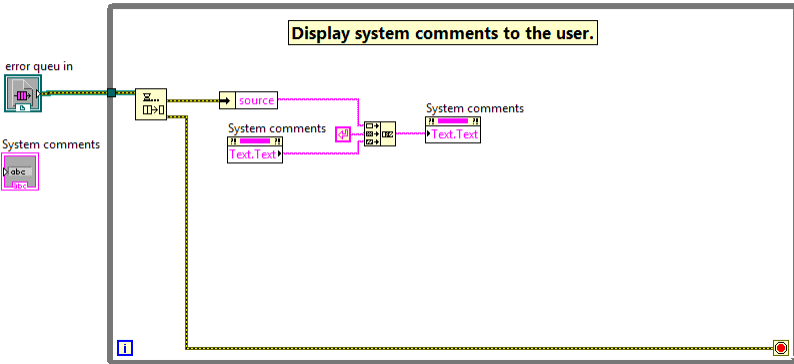 Display system comments to the user.
error queu in
source
System comments
System comments
Text.Text
Text.Text
System comments
abc
abc
i